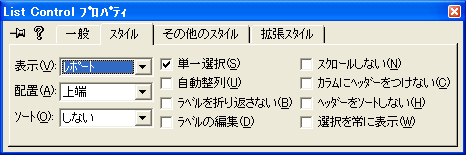 List Control ﾌﾟﾛﾊﾟﾃｨ
一般 ｽﾀｲﾙ その他のｽﾀｲﾙ 拡張ｽﾀｲﾙ
表示(V): ﾚﾎﾟｰﾄ 単一選択(S) ｽｸﾛｰﾙしない(N)
自動整列(U) ｶﾗﾑにﾍｯﾀﾞｰをつけない(C)
配置(A): 上端 ﾗﾍﾞﾙを折り返さない(B) ﾍｯﾀﾞｰをｿｰﾄしない(H)
ｿｰﾄ(O): しない ﾗﾍﾞﾙの編集(D) 選択を常に表示(W)